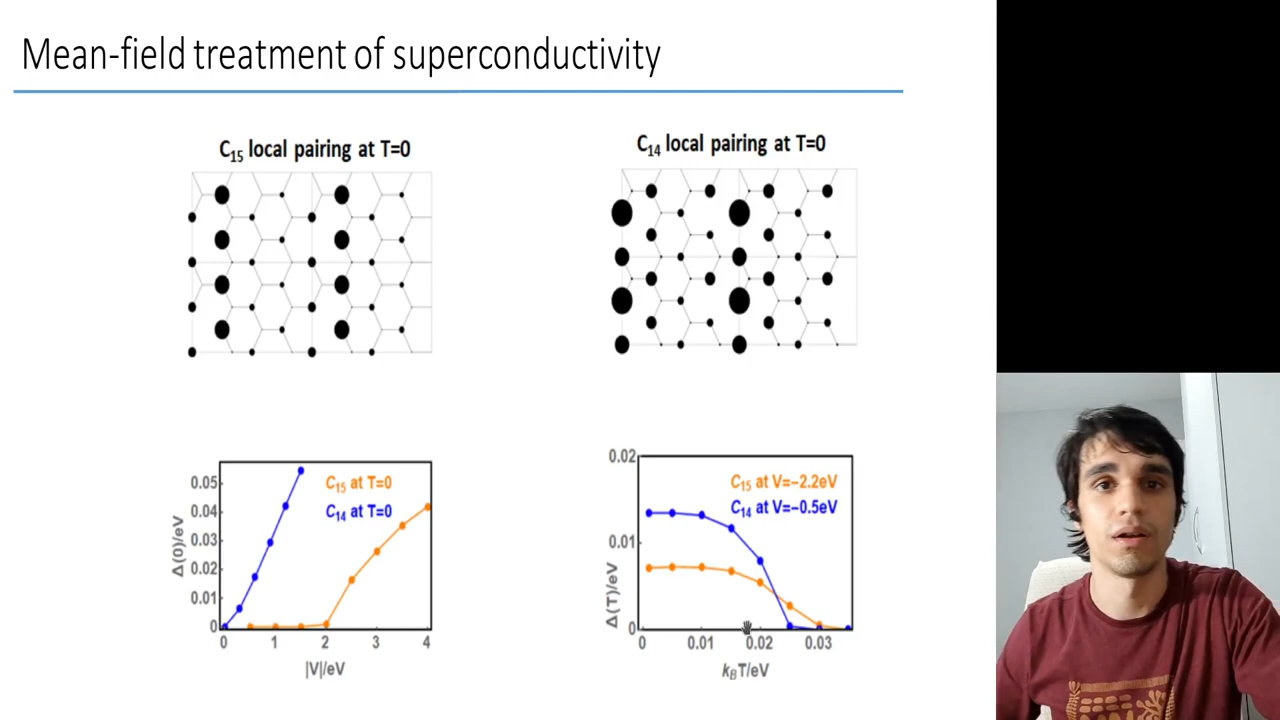 Mean-field treatment of superconductivity
C₁₅ local pairing at T=0
C₁₄ local pairing at T=0
0.05
0.04
0.03
0.02
0.01
0
Δ(0)/eV
C₁₅ at T=0
C₁₄ at T=0
0 1 2 3 4
|V|/eV
0.02
0.01
0
Δ(T)/eV
C₁₅ at V=−2.2eV
C₁₄ at V=−0.5eV
0 0.01 0.02 0.03
k_BT/eV